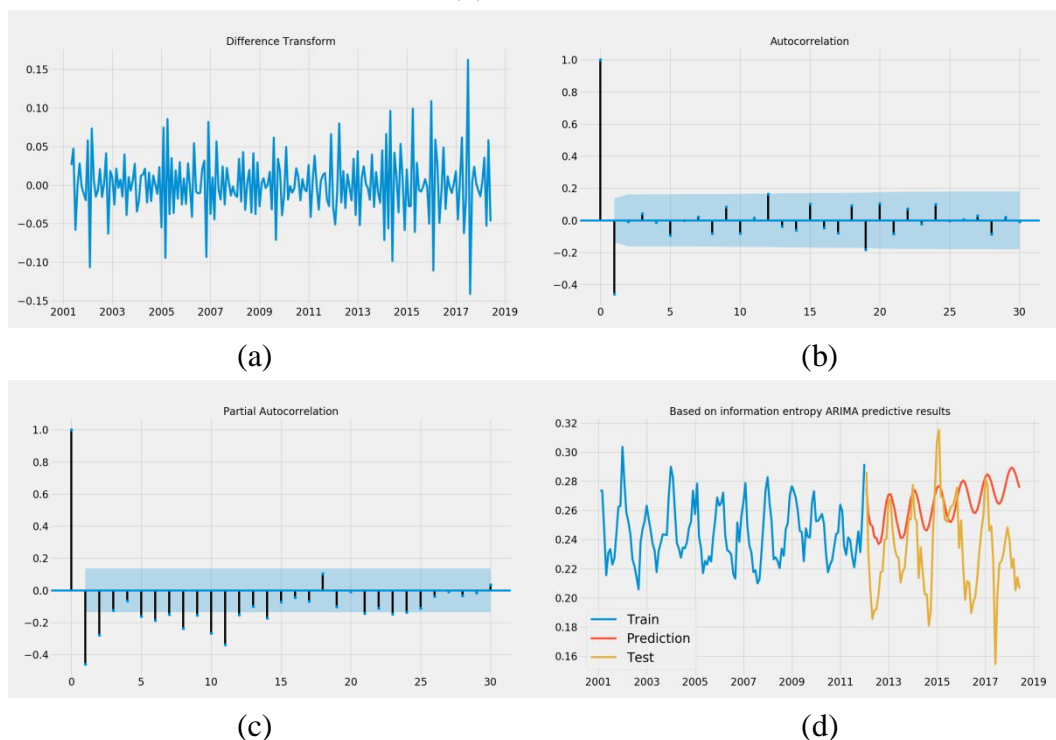 Difference Transform
0.15
0.10
0.05
0.00
−0.05
−0.10
−0.15
2001 2003 2005 2007 2009 2011 2013 2015 2017 2019
(a)
Autocorrelation
1.0
0.8
0.6
0.4
0.2
0.0
−0.2
−0.4
0 5 10 15 20 25 30
(b)
Partial Autocorrelation
1.0
0.8
0.6
0.4
0.2
0.0
−0.2
−0.4
0 5 10 15 20 25 30
(c)
Based on information entropy ARIMA predictive results
0.32
0.30
0.28
0.26
0.24
0.22
0.20
0.18
0.16
Train
Prediction
Test
2001 2003 2005 2007 2009 2011 2013 2015 2017 2019
(d)